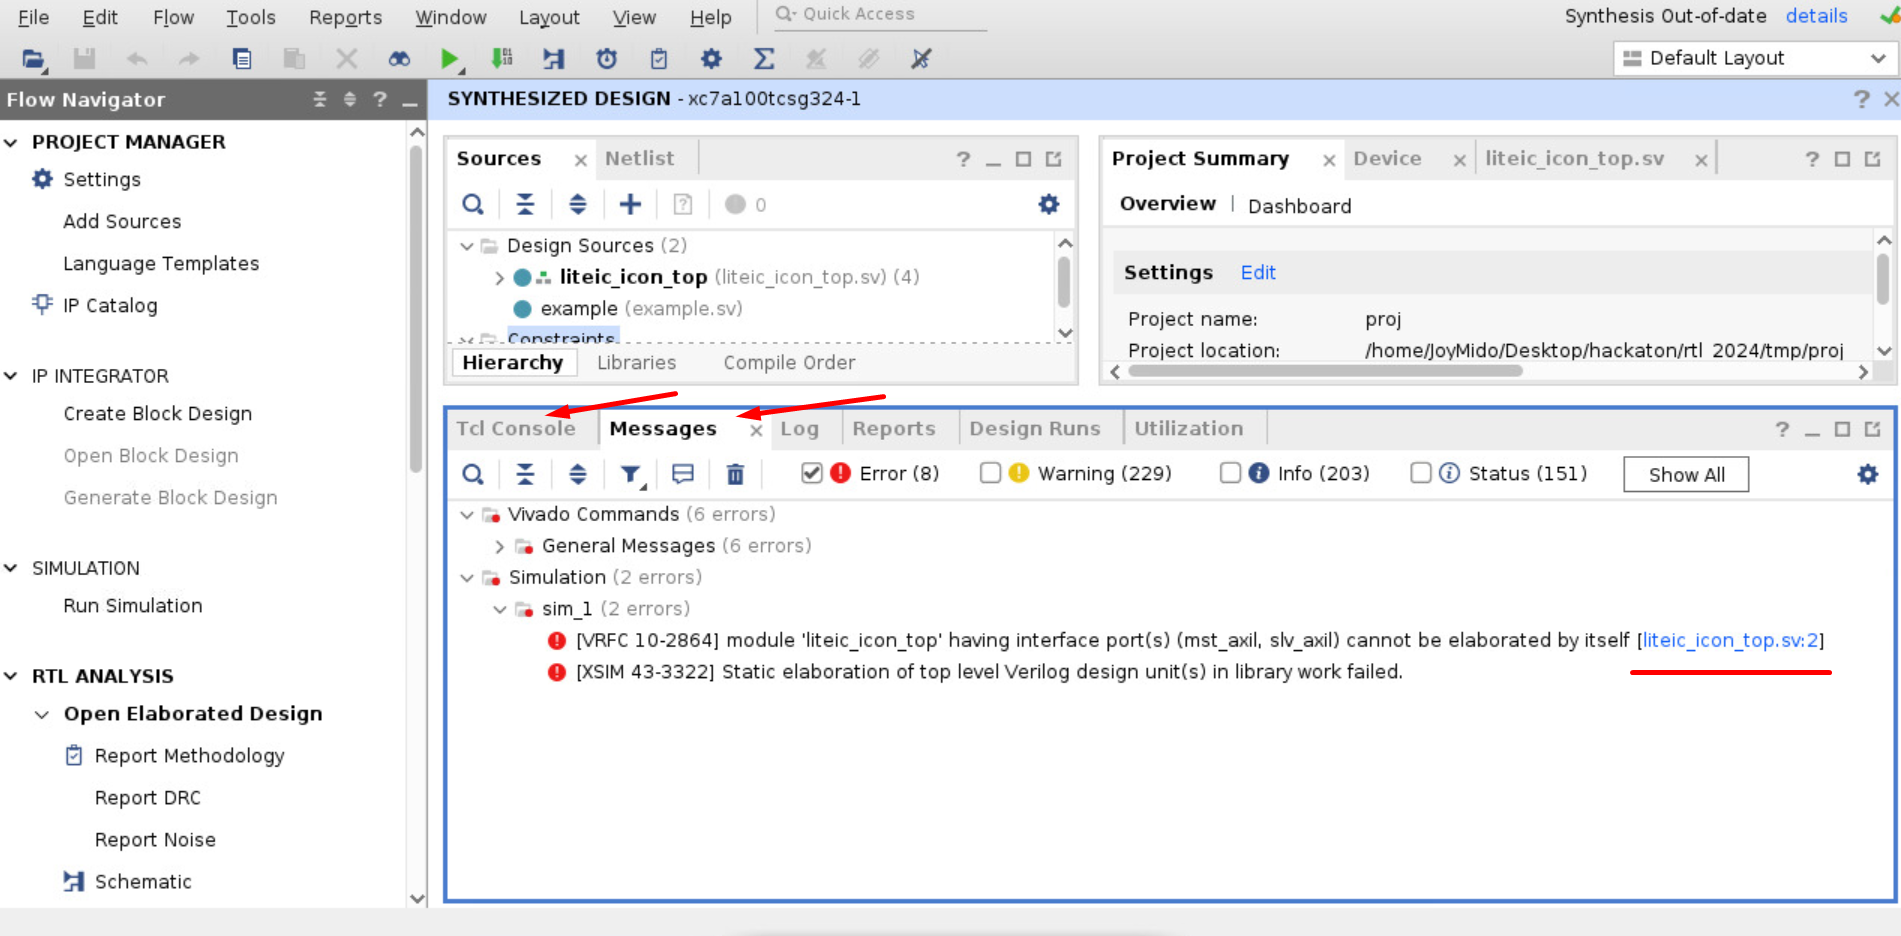 File Edit Flow Tools Reports Window Layout View Help Quick Access Synthesis Out-of-date details
Default Layout
Flow Navigator ? SYNTHESIZED DESIGN - xc7a100tcsg324-1 ?
PROJECT MANAGER
Settings
Add Sources
Language Templates
IP Catalog
IP INTEGRATOR
Create Block Design
Open Block Design
Generate Block Design
SIMULATION
Run Simulation
RTL ANALYSIS
Open Elaborated Design
Report Methodology
Report DRC
Report Noise
Schematic
Sources Netlist ?
0
Design Sources (2)
liteic_icon_top (liteic_icon_top.sv) (4)
example (example.sv)
Constraints
Hierarchy Libraries Compile Order
Project Summary Device liteic_icon_top.sv ?
Overview Dashboard
Settings Edit
Project name: proj
Project location: /home/JoyMido/Desktop/hackaton/rtl_2024/tmp/proj
Tcl Console Messages Log Reports Design Runs Utilization ?
Error (8) Warning (229) Info (203) Status (151) Show All
Vivado Commands (6 errors)
General Messages (6 errors)
Simulation (2 errors)
sim_1 (2 errors)
[VRFC 10-2864] module 'liteic_icon_top' having interface port(s) (mst_axil, slv_axil) cannot be elaborated by itself [liteic_icon_top.sv:2]
[XSIM 43-3322] Static elaboration of top level Verilog design unit(s) in library work failed.